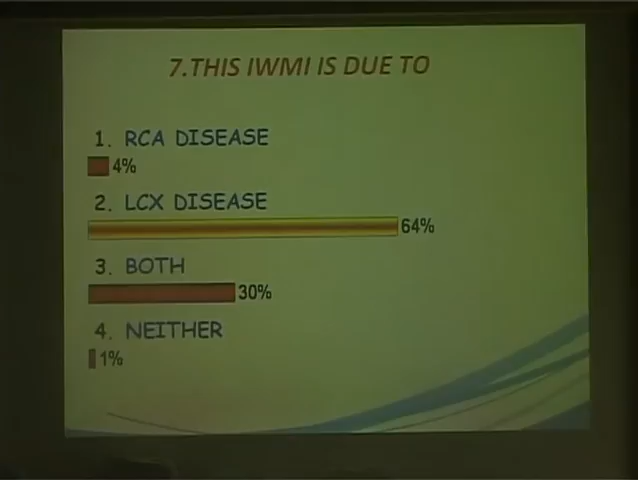 7.THIS IWMI IS DUE TO
1. RCA DISEASE
4%
2. LCX DISEASE
64%
3. BOTH
30%
4. NEITHER
1%